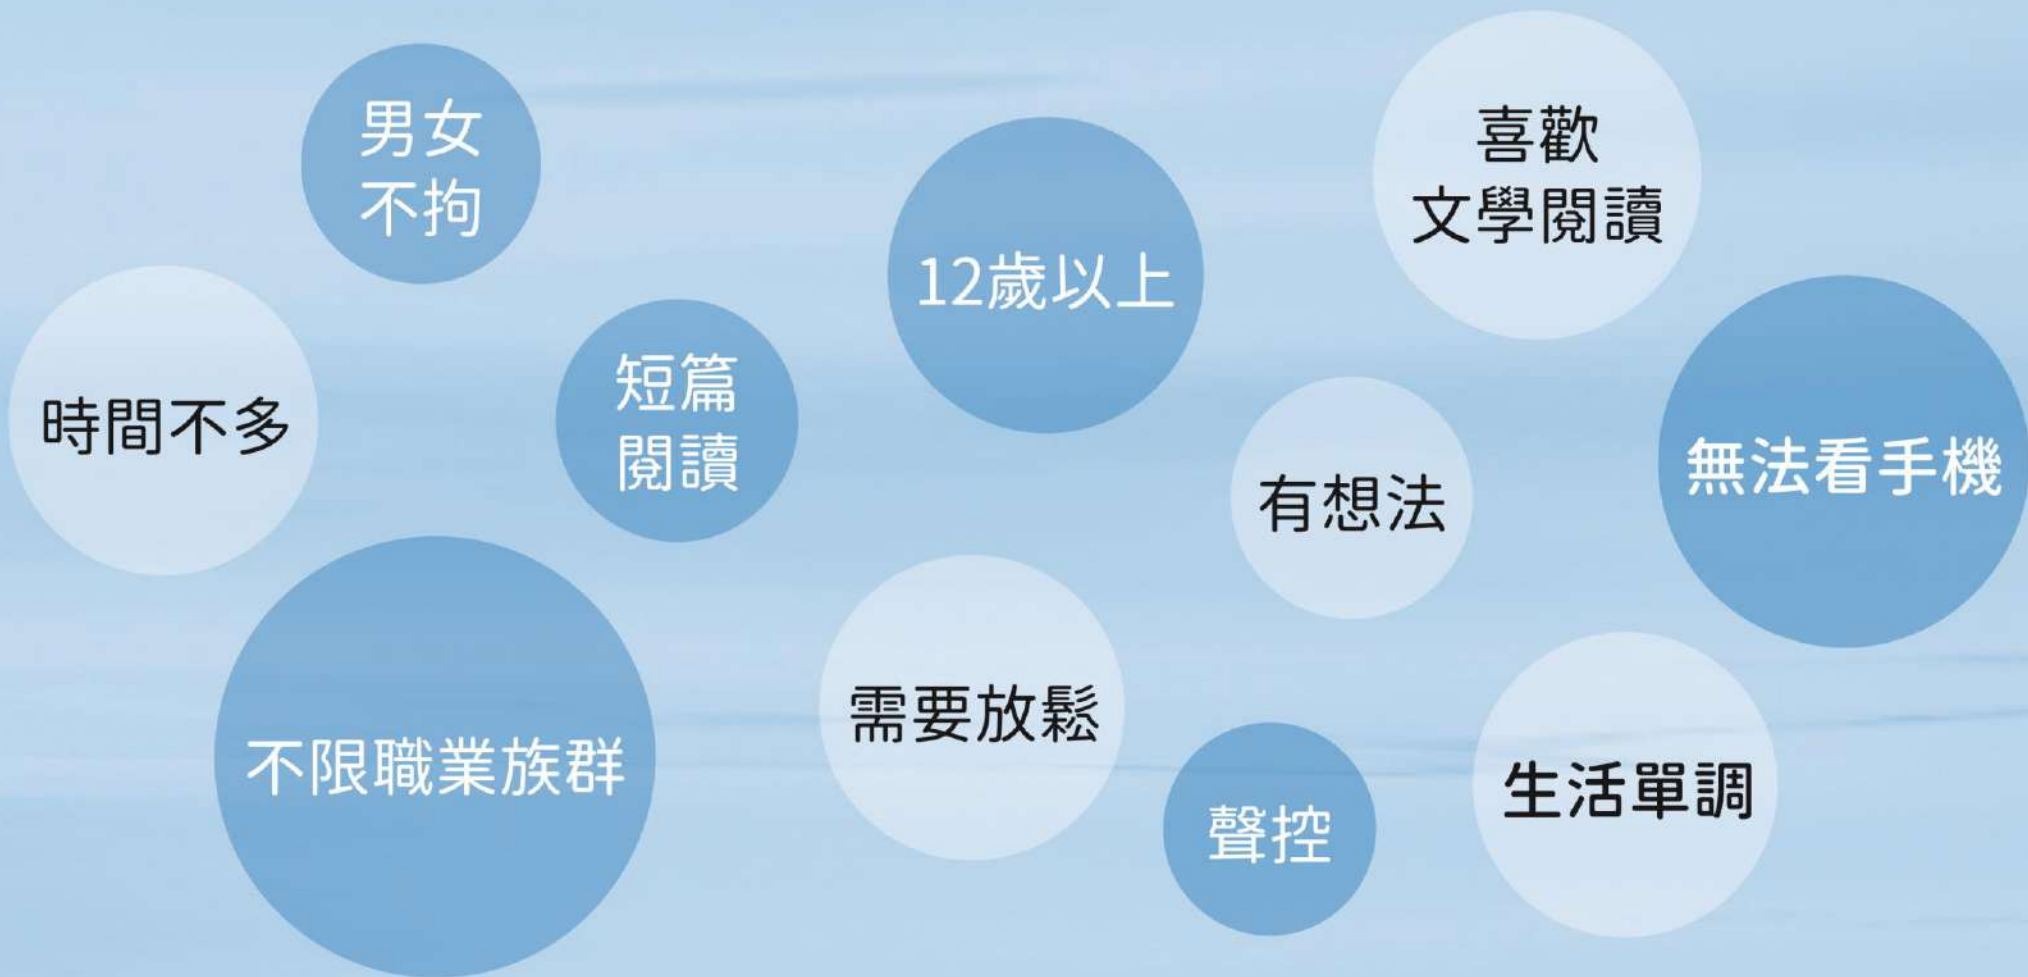 男女
不拘
12歲以上
喜歡
文學閱讀
時間不多
短篇
閱讀
有想法
無法看手機
不限職業族群
需要放鬆
聲控
生活單調